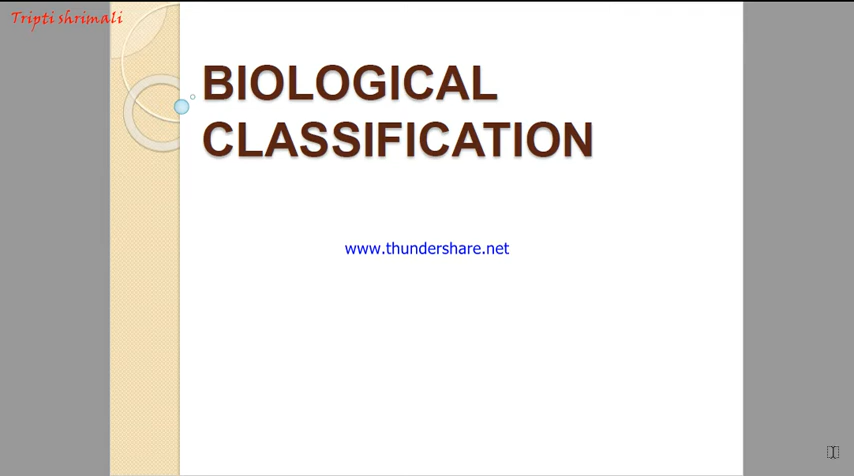 Tripti shrimali
BIOLOGICAL
CLASSIFICATION
www.thundershare.net